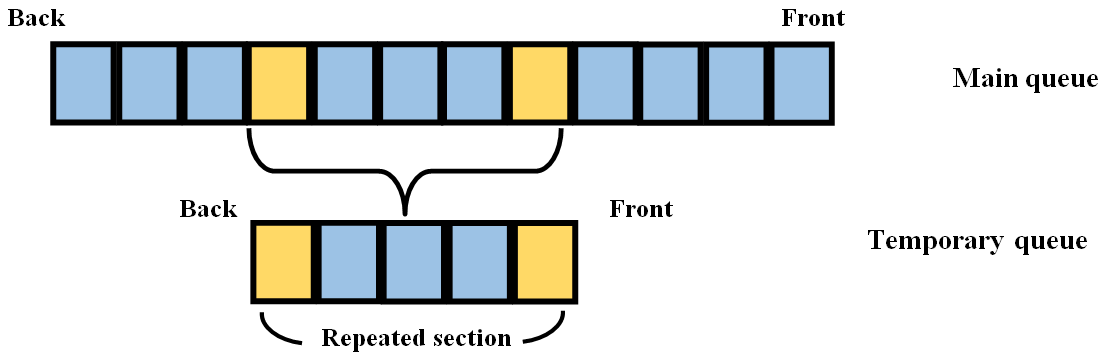 Back
Front
Main queue
Back
Front
Temporary queue
Repeated section